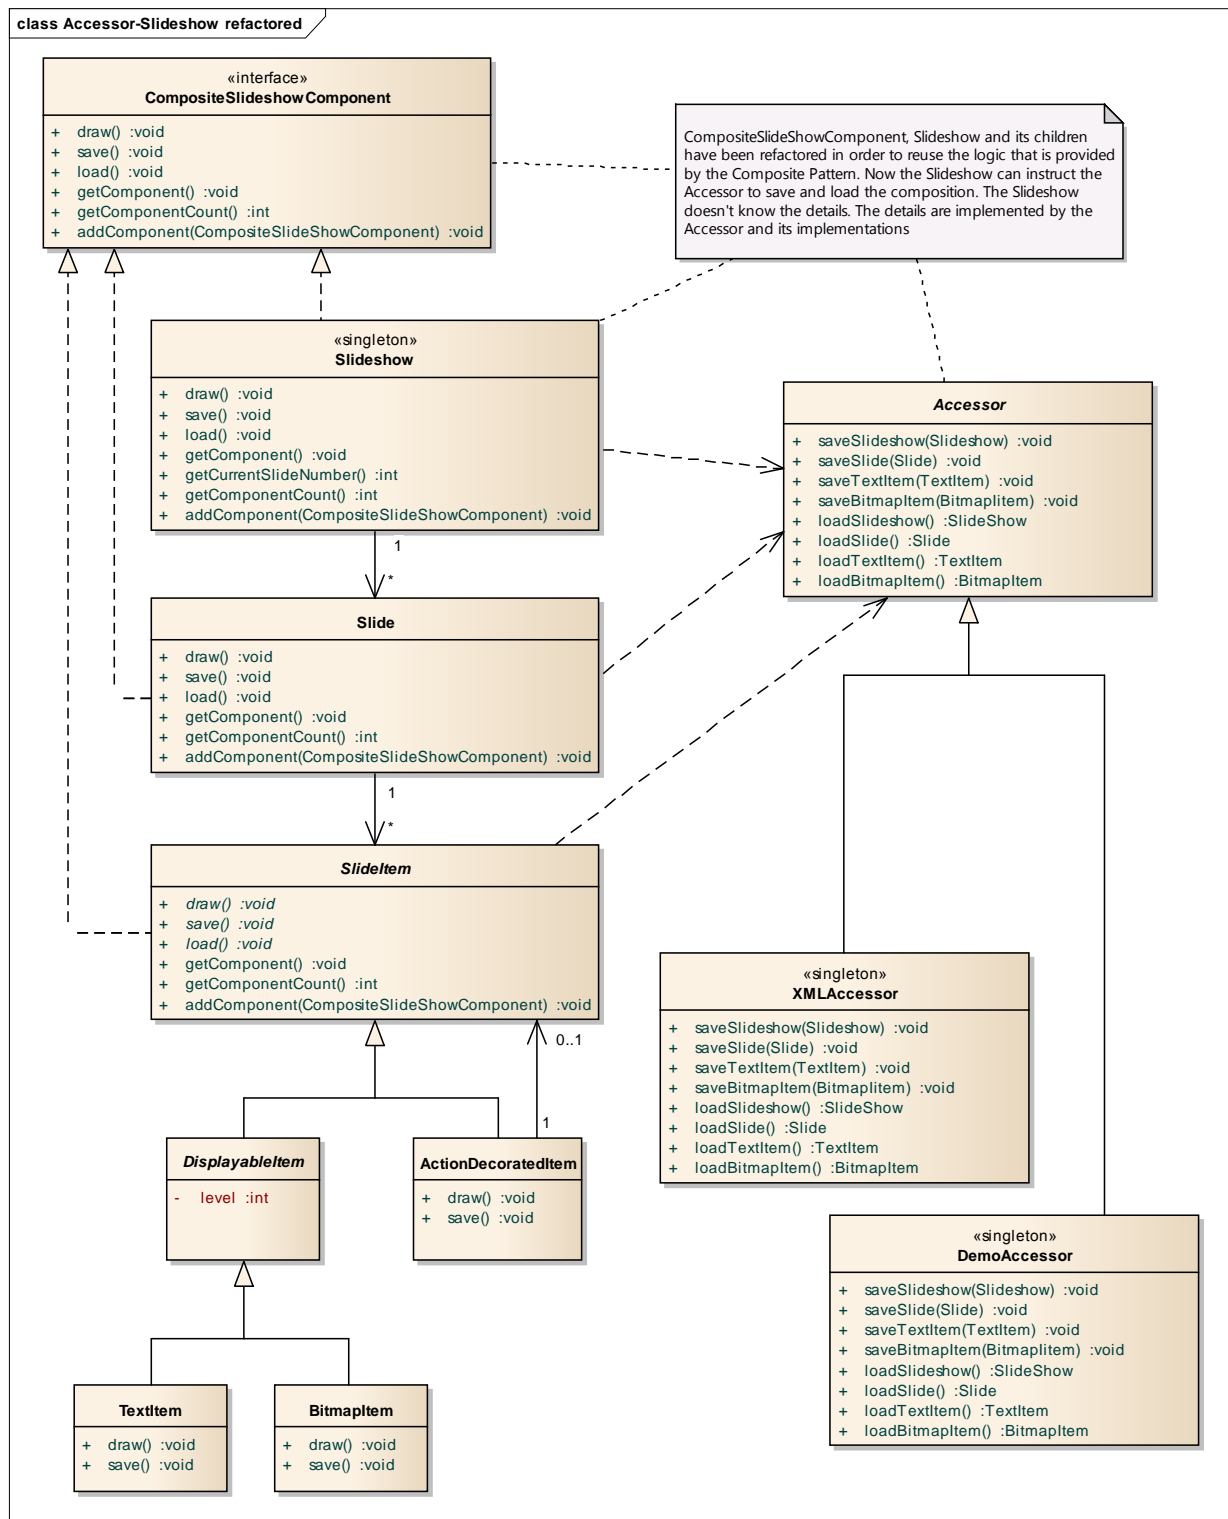 class Accessor-Slideshow refactored
«interface»
CompositeSlideshowComponent
+ draw() :void
+ save() :void
+ load() :void
+ getComponent() :void
+ getComponentCount() :int
+ addComponent(CompositeSlideShowComponent) :void
CompositeSlideShowComponent, Slideshow and its children
have been refactored in order to reuse the logic that is provided
by the Composite Pattern. Now the Slideshow can instruct the
Accessor to save and load the composition. The Slideshow
doesn't know the details. The details are implemented by the
Accessor and its implementations
«singleton»
Slideshow
+ draw() :void
+ save() :void
+ load() :void
+ getComponent() :void
+ getCurrentSlideNumber() :int
+ getComponentCount() :int
+ addComponent(CompositeSlideShowComponent) :void
Accessor
+ saveSlideshow(Slideshow) :void
+ saveSlide(Slide) :void
+ saveTextItem(TextItem) :void
+ saveBitmapItem(BitmapIitem) :void
+ loadSlideshow() :SlideShow
+ loadSlide() :Slide
+ loadTextItem() :TextItem
+ loadBitmapItem() :BitmapItem
1
*
Slide
+ draw() :void
+ save() :void
+ load() :void
+ getComponent() :void
+ getComponentCount() :int
+ addComponent(CompositeSlideShowComponent) :void
1
*
SlideItem
+ draw() :void
+ save() :void
+ load() :void
+ getComponent() :void
+ getComponentCount() :int
+ addComponent(CompositeSlideShowComponent) :void
0..1
1
DisplayableItem
- level :int
ActionDecoratedItem
+ draw() :void
+ save() :void
«singleton»
XMLAccessor
+ saveSlideshow(Slideshow) :void
+ saveSlide(Slide) :void
+ saveTextItem(TextItem) :void
+ saveBitmapItem(BitmapIitem) :void
+ loadSlideshow() :SlideShow
+ loadSlide() :Slide
+ loadTextItem() :TextItem
+ loadBitmapItem() :BitmapItem
«singleton»
DemoAccessor
+ saveSlideshow(Slideshow) :void
+ saveSlide(Slide) :void
+ saveTextItem(TextItem) :void
+ saveBitmapItem(BitmapIitem) :void
+ loadSlideshow() :SlideShow
+ loadSlide() :Slide
+ loadTextItem() :TextItem
+ loadBitmapItem() :BitmapItem
TextItem
+ draw() :void
+ save() :void
BitmapItem
+ draw() :void
+ save() :void